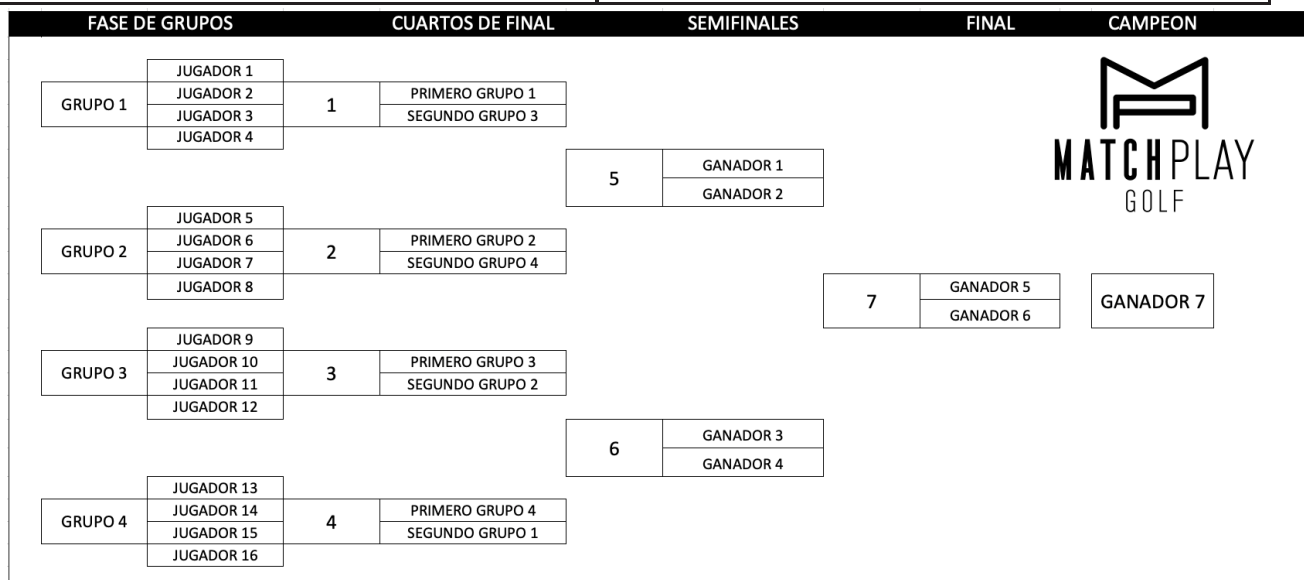 FASE DE GRUPOS CUARTOS DE FINAL SEMIFINALES FINAL CAMPEON
MATCHPLAY
GOLF
GRUPO 1
JUGADOR 1
JUGADOR 2
JUGADOR 3
JUGADOR 4
1
PRIMERO GRUPO 1
SEGUNDO GRUPO 3
GRUPO 2
JUGADOR 5
JUGADOR 6
JUGADOR 7
JUGADOR 8
2
PRIMERO GRUPO 2
SEGUNDO GRUPO 4
GRUPO 3
JUGADOR 9
JUGADOR 10
JUGADOR 11
JUGADOR 12
3
PRIMERO GRUPO 3
SEGUNDO GRUPO 2
GRUPO 4
JUGADOR 13
JUGADOR 14
JUGADOR 15
JUGADOR 16
4
PRIMERO GRUPO 4
SEGUNDO GRUPO 1
5
GANADOR 1
GANADOR 2
6
GANADOR 3
GANADOR 4
7
GANADOR 5
GANADOR 6
GANADOR 7